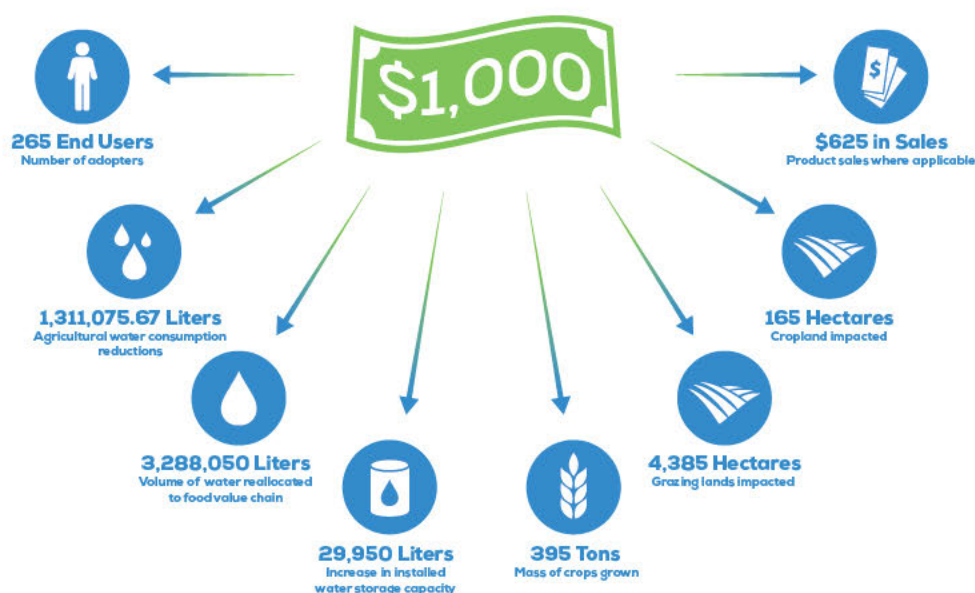 $1,000
$
265 End Users
Number of adopters
$625 in Sales
Product sales where applicable
1,311,075.67 Liters
Agricultural water consumption
reductions
165 Hectares
Cropland impacted
3,288,050 Liters
Volume of water reallocated
to food value chain
4,385 Hectares
Grazing lands impacted
29,950 Liters
Increase in installed
water storage capacity
395 Tons
Mass of crops grown